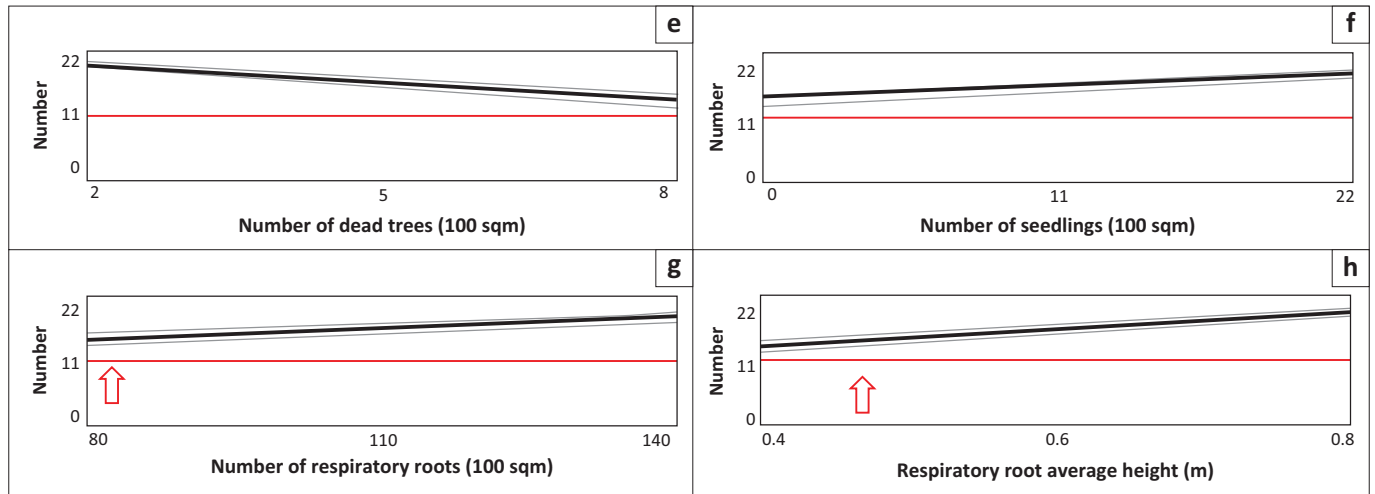 e
22
11
0
Number
2 5 8
Number of dead trees (100 sqm)
f
22
11
0
Number
0 11 22
Number of seedlings (100 sqm)
g
22
11
0
Number
80 110 140
Number of respiratory roots (100 sqm)
h
22
11
0
Number
0.4 0.6 0.8
Respiratory root average height (m)